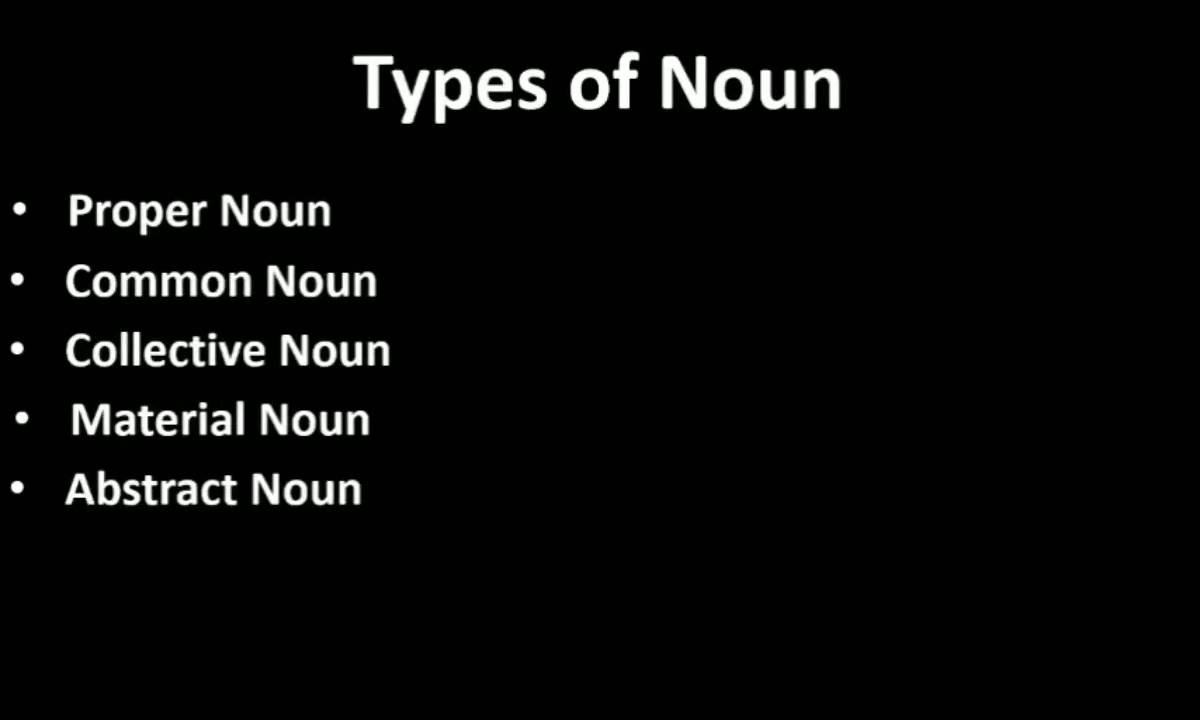 Types of Noun
• Proper Noun
• Common Noun
• Collective Noun
• Material Noun
• Abstract Noun